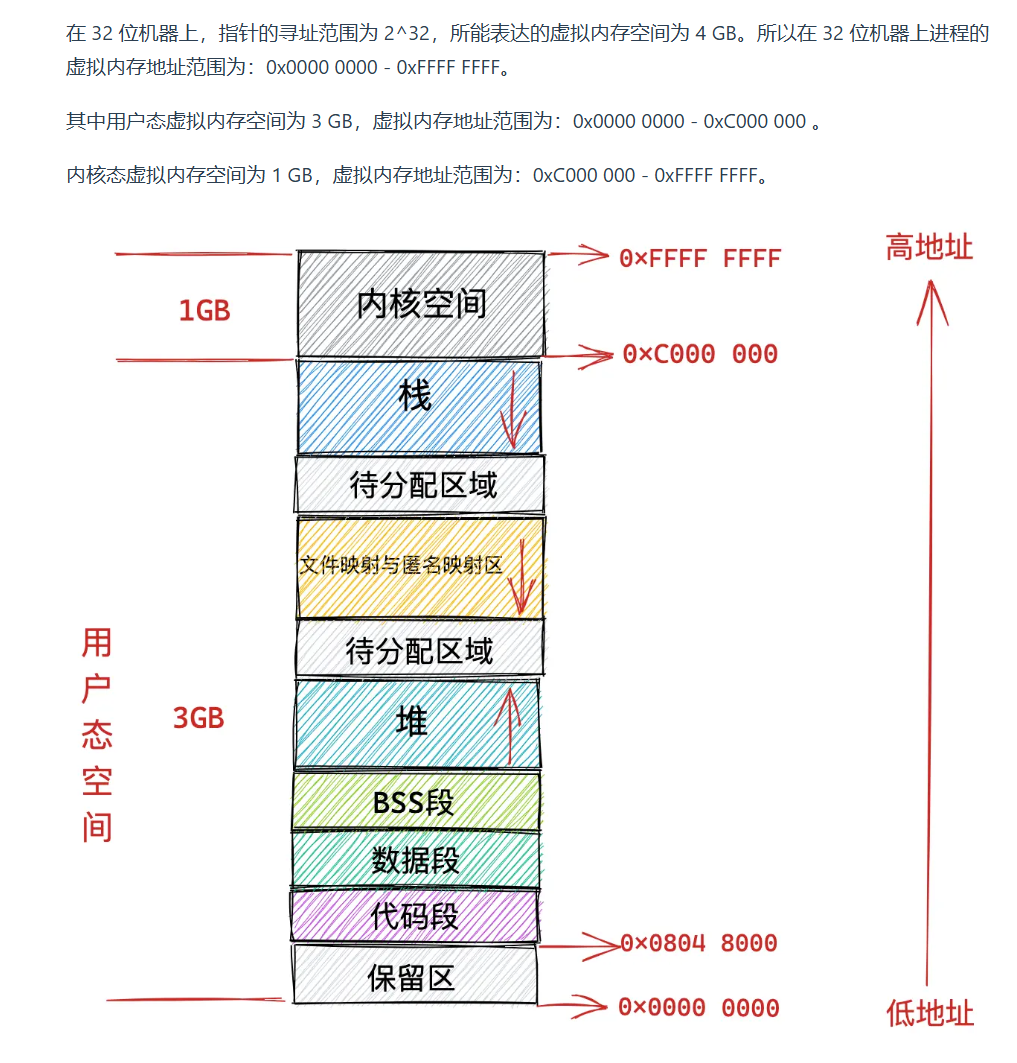 在 32 位机器上，指针的寻址范围为 2^32，所能表达的虚拟内存空间为 4 GB。所以在 32 位机器上进程的
虚拟内存地址范围为：0x0000 0000 - 0xFFFF FFFF。
其中用户态虚拟内存空间为 3 GB，虚拟内存地址范围为：0x0000 0000 - 0xC000 000 。
内核态虚拟内存空间为 1 GB，虚拟内存地址范围为：0xC000 000 - 0xFFFF FFFF。
高地址
0×FFFF FFFF
内核空间
1GB
0×C000 000
栈
待分配区域
文件映射与匿名映射区
待分配区域
用户态空间
3GB
堆
BSS段
数据段
代码段
0×0804 8000
保留区
0×0000 0000
低地址